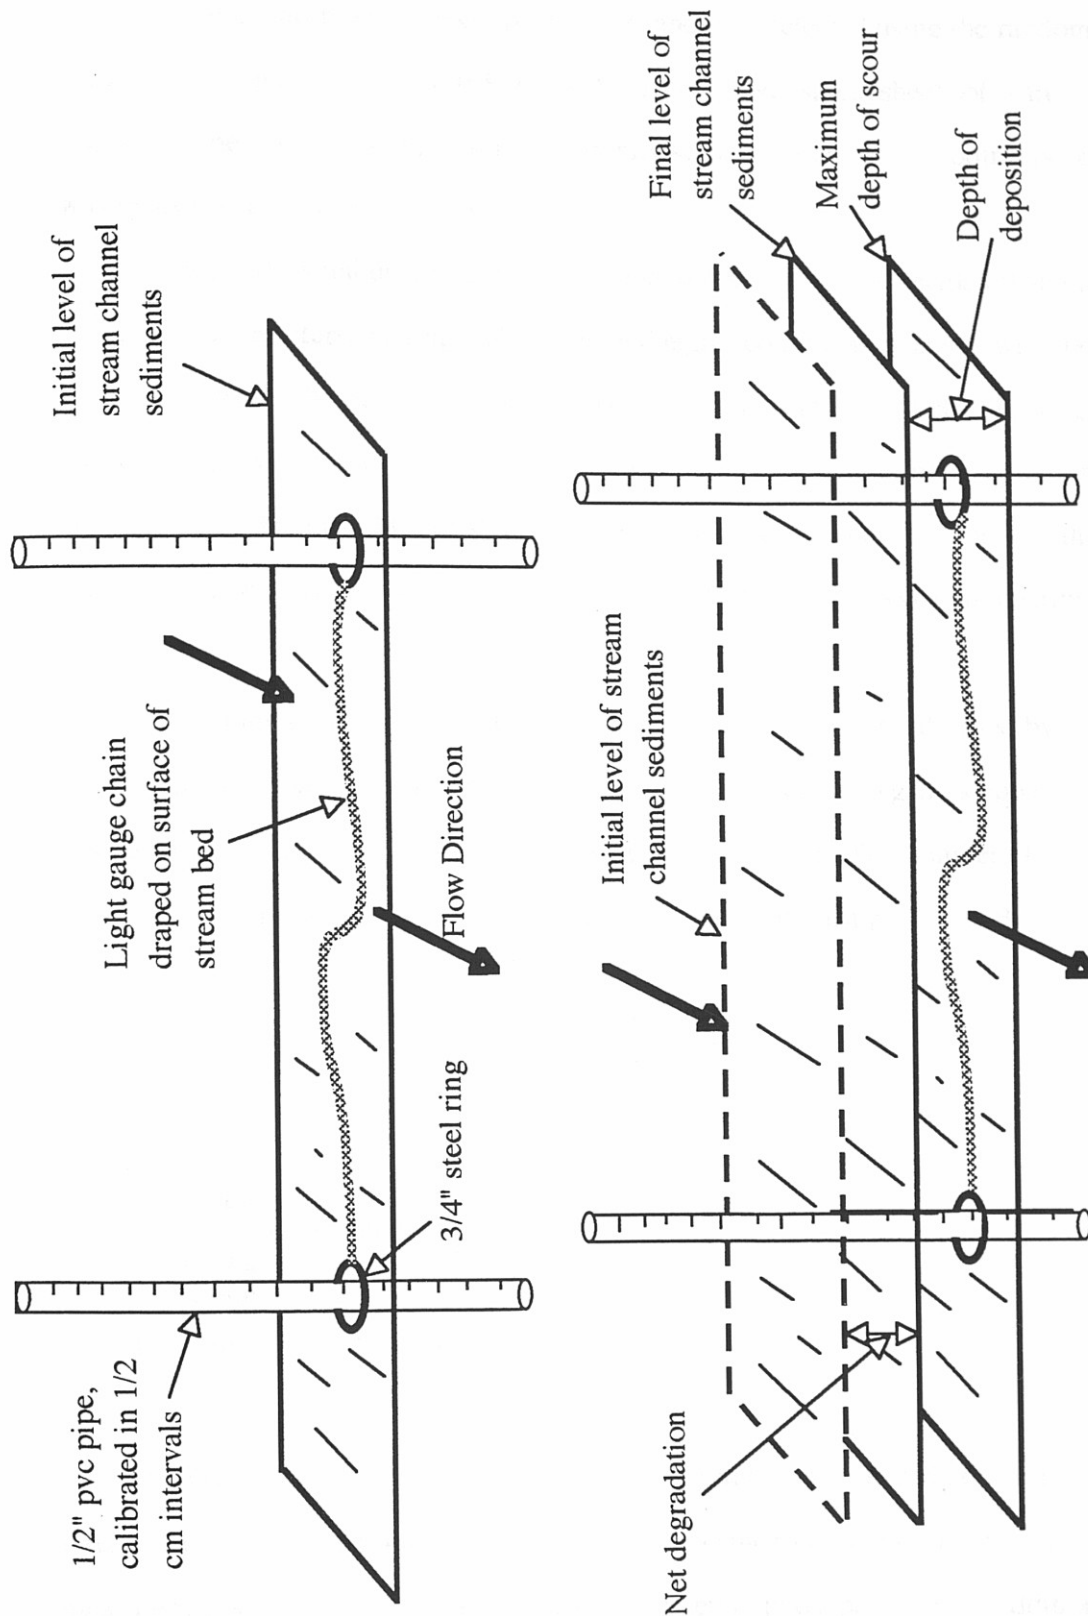 Initial level of
stream channel
sediments
Light gauge chain
draped on surface of
stream bed
Flow Direction
3/4" steel ring
1/2" pvc pipe,
calibrated in 1/2
cm intervals
Final level of
stream channel
sediments
Maximum
depth of scour
Depth of
deposition
Initial level of stream
channel sediments
Net degradation